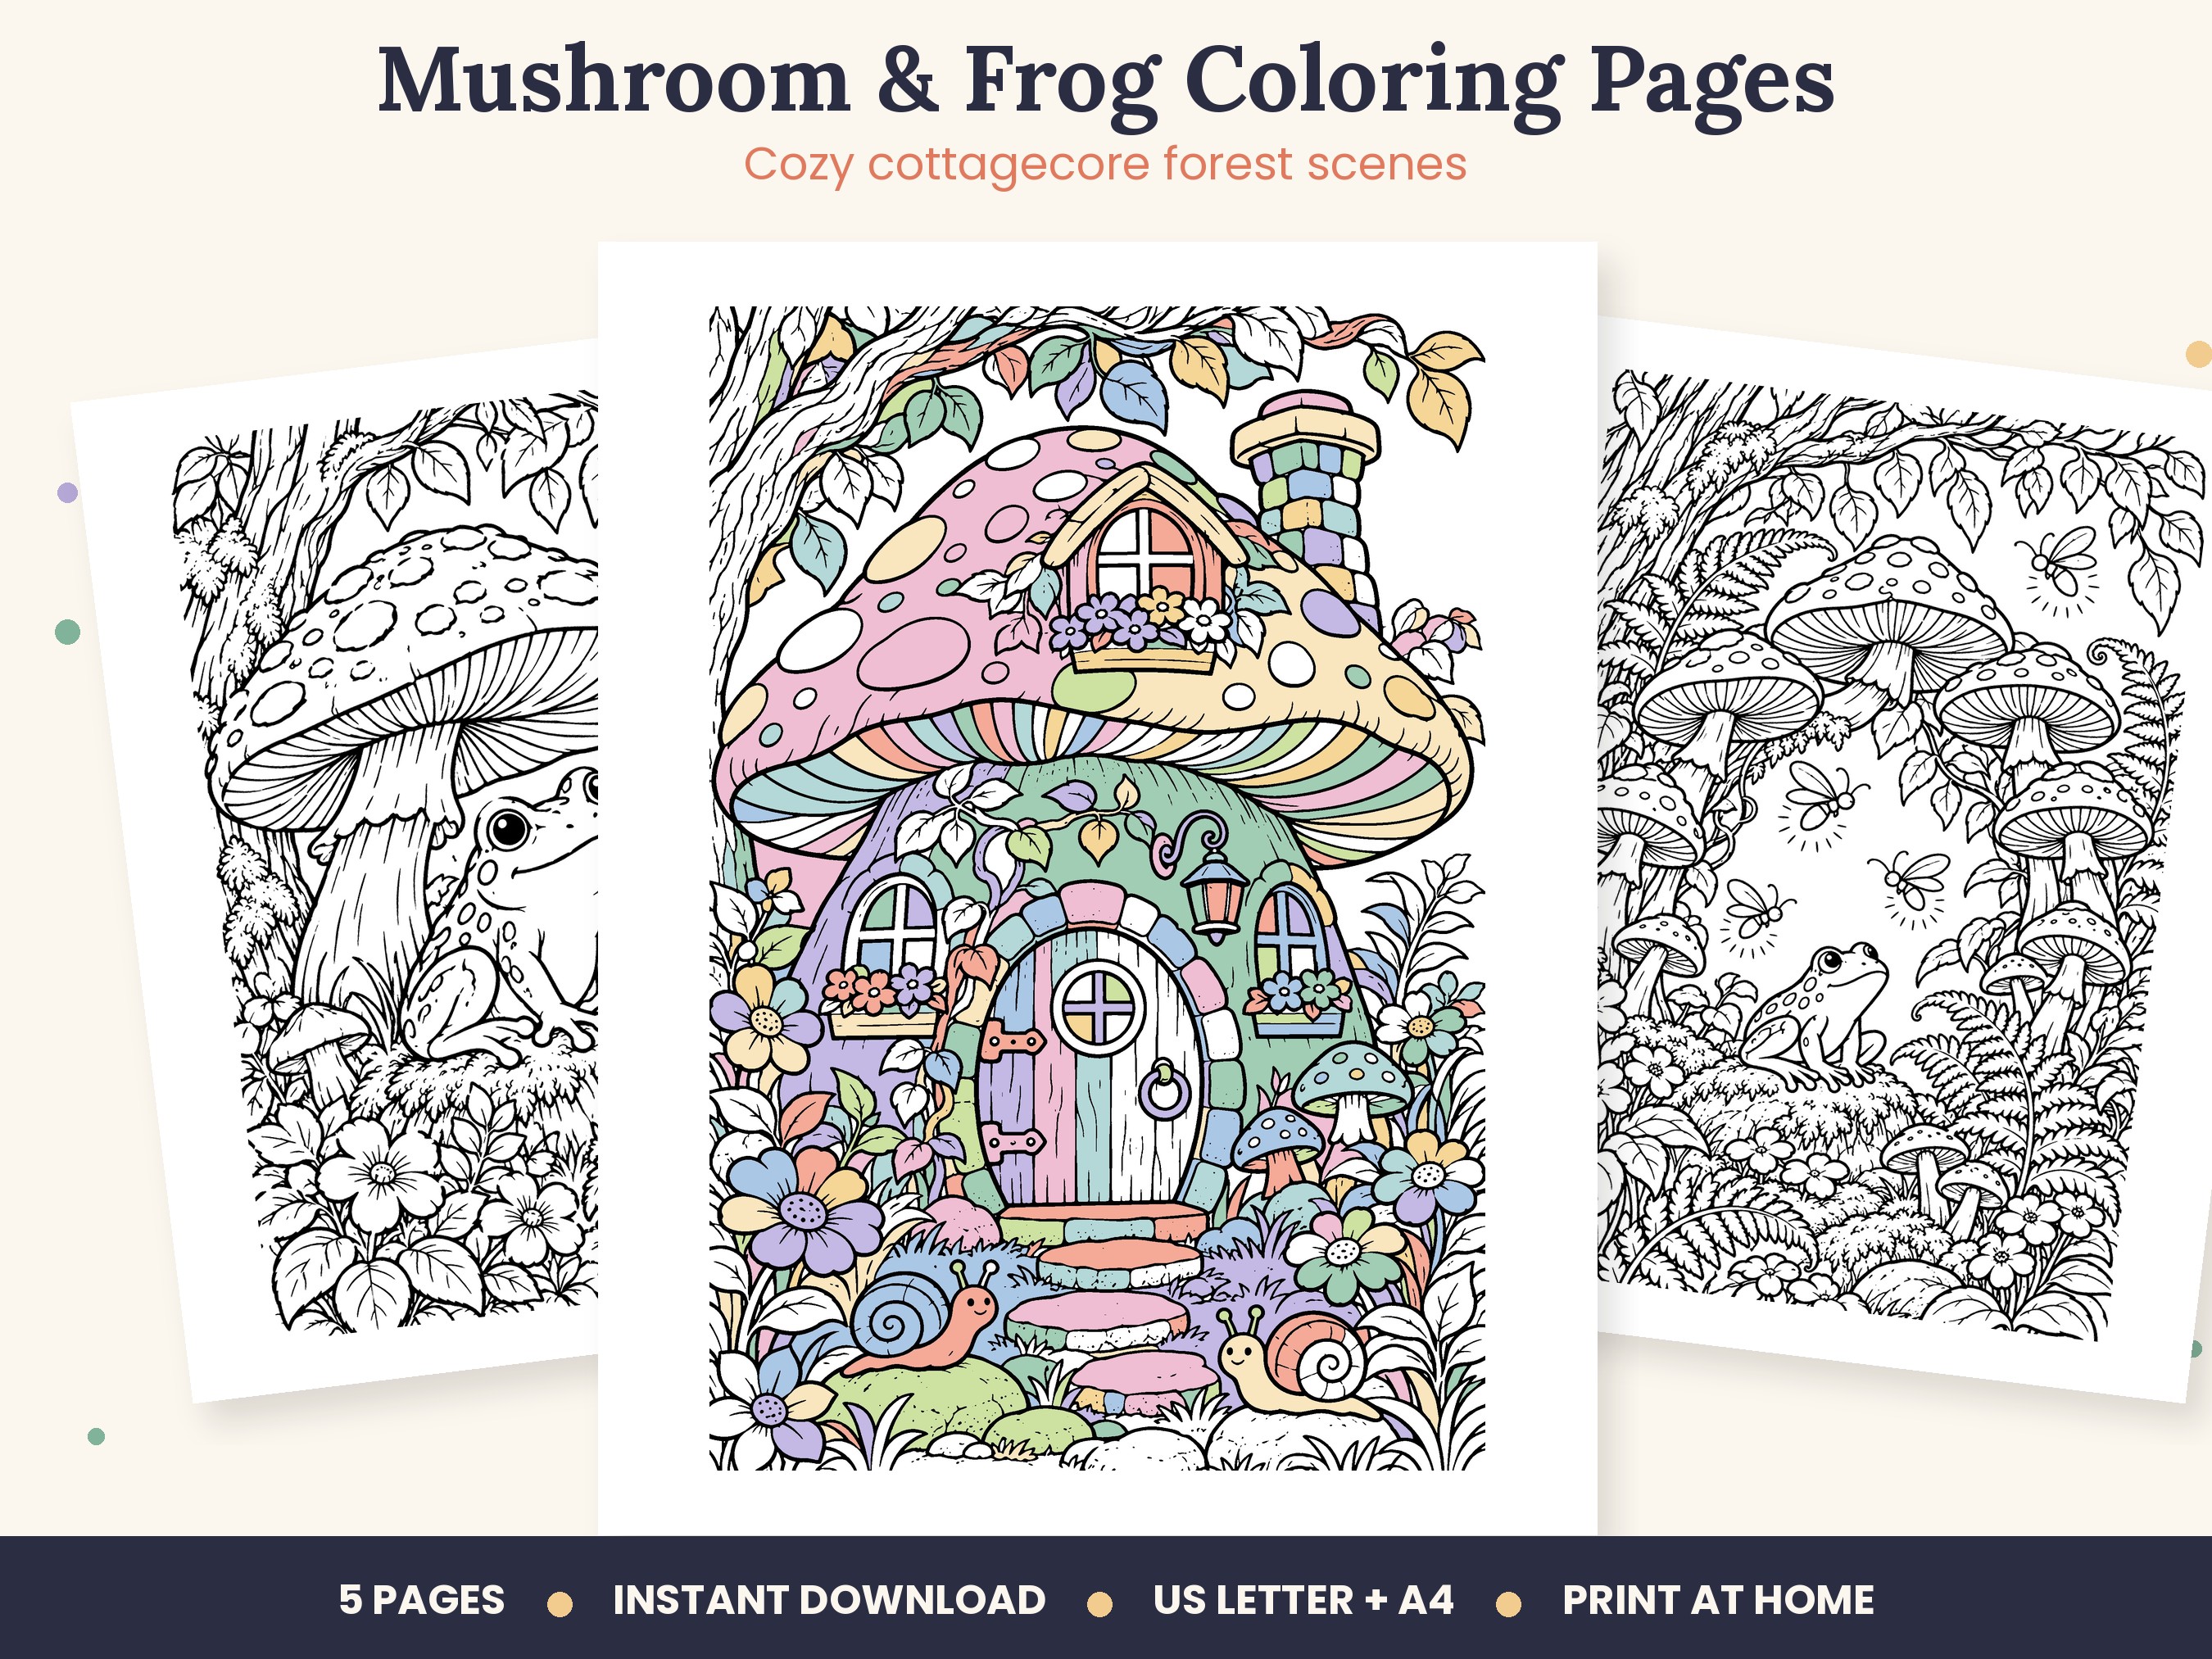 Mushroom & Frog Coloring Pages
Cozy cottagecore forest scenes
5 PAGES ● INSTANT DOWNLOAD ● US LETTER + A4 ● PRINT AT HOME